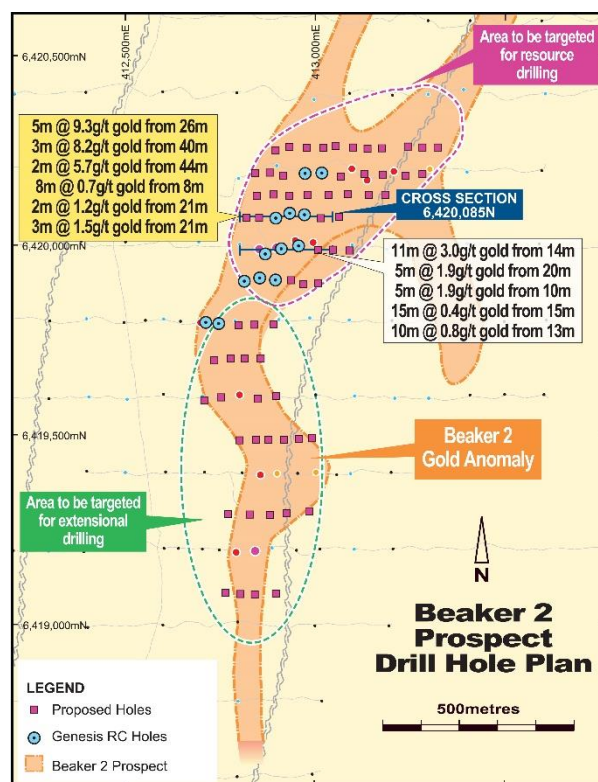 412,500mE
413,000mE
6,420,500mN
Area to be targeted
for resource
drilling
5m @ 9.3g/t gold from 26m
3m @ 8.2g/t gold from 40m
2m @ 5.7g/t gold from 44m
8m @ 0.7g/t gold from 8m
2m @ 1.2g/t gold from 21m
3m @ 1.5g/t gold from 21m
CROSS SECTION
6,420,085N
6,420,000mN
11m @ 3.0g/t gold from 14m
5m @ 1.9g/t gold from 20m
5m @ 1.9g/t gold from 10m
15m @ 0.4g/t gold from 15m
10m @ 0.8g/t gold from 13m
6,419,500mN
Beaker 2
Gold Anomaly
Area to be targeted
for extensional
drilling
N
6,419,000mN
Beaker 2
Prospect
Drill Hole Plan
LEGEND
Proposed Holes
Genesis RC Holes
Beaker 2 Prospect
500metres